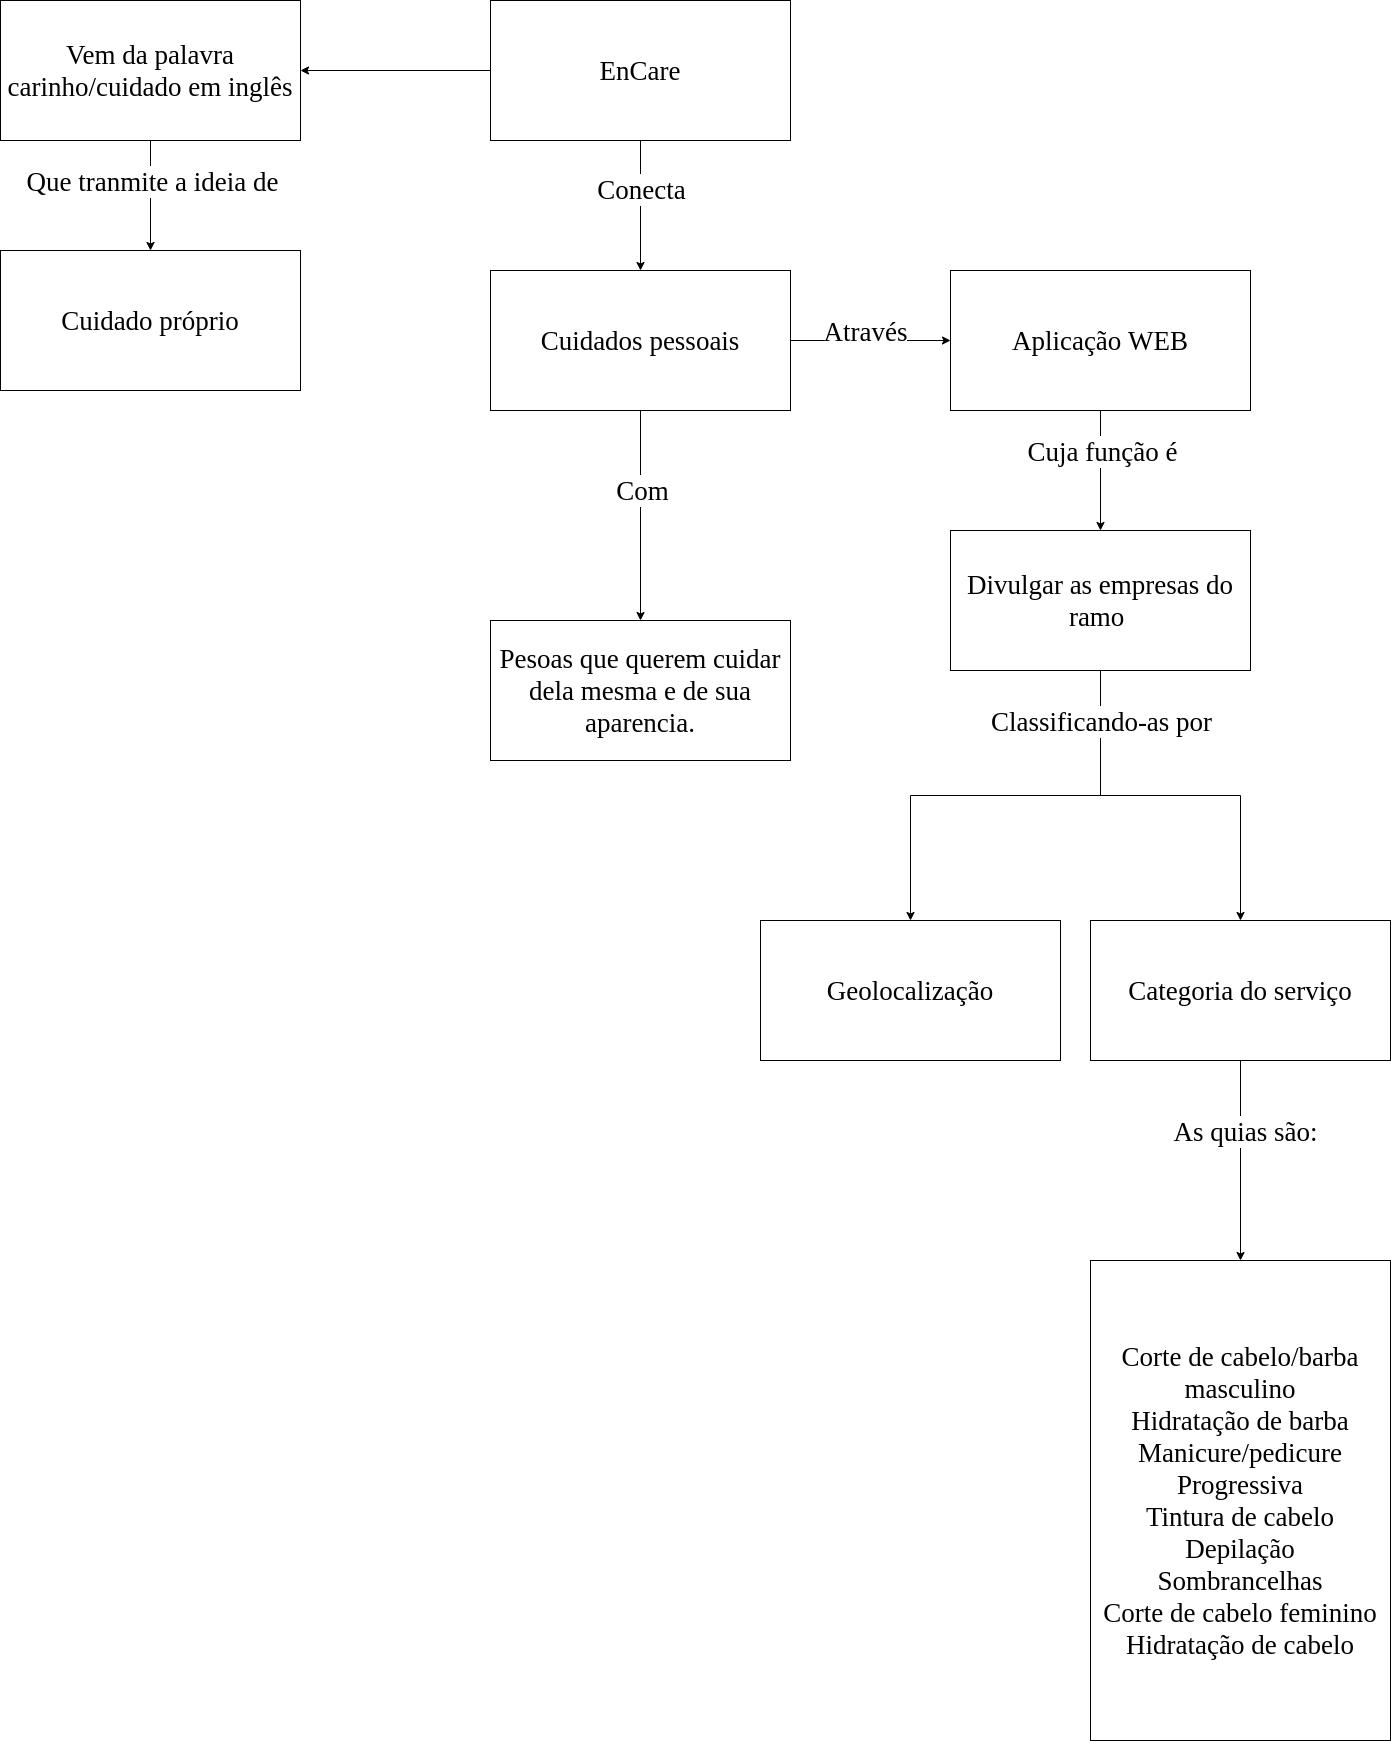 Vem da palavra
carinho/cuidado em inglês
EnCare
Que tranmite a ideia de
Conecta
Cuidado próprio
Cuidados pessoais
Através
Aplicação WEB
Cuja função é
Com
Divulgar as empresas do
ramo
Pesoas que querem cuidar
dela mesma e de sua
aparencia.
Classificando-as por
Geolocalização
Categoria do serviço
As quias são:
Corte de cabelo/barba
masculino
Hidratação de barba
Manicure/pedicure
Progressiva
Tintura de cabelo
Depilação
Sombrancelhas
Corte de cabelo feminino
Hidratação de cabelo